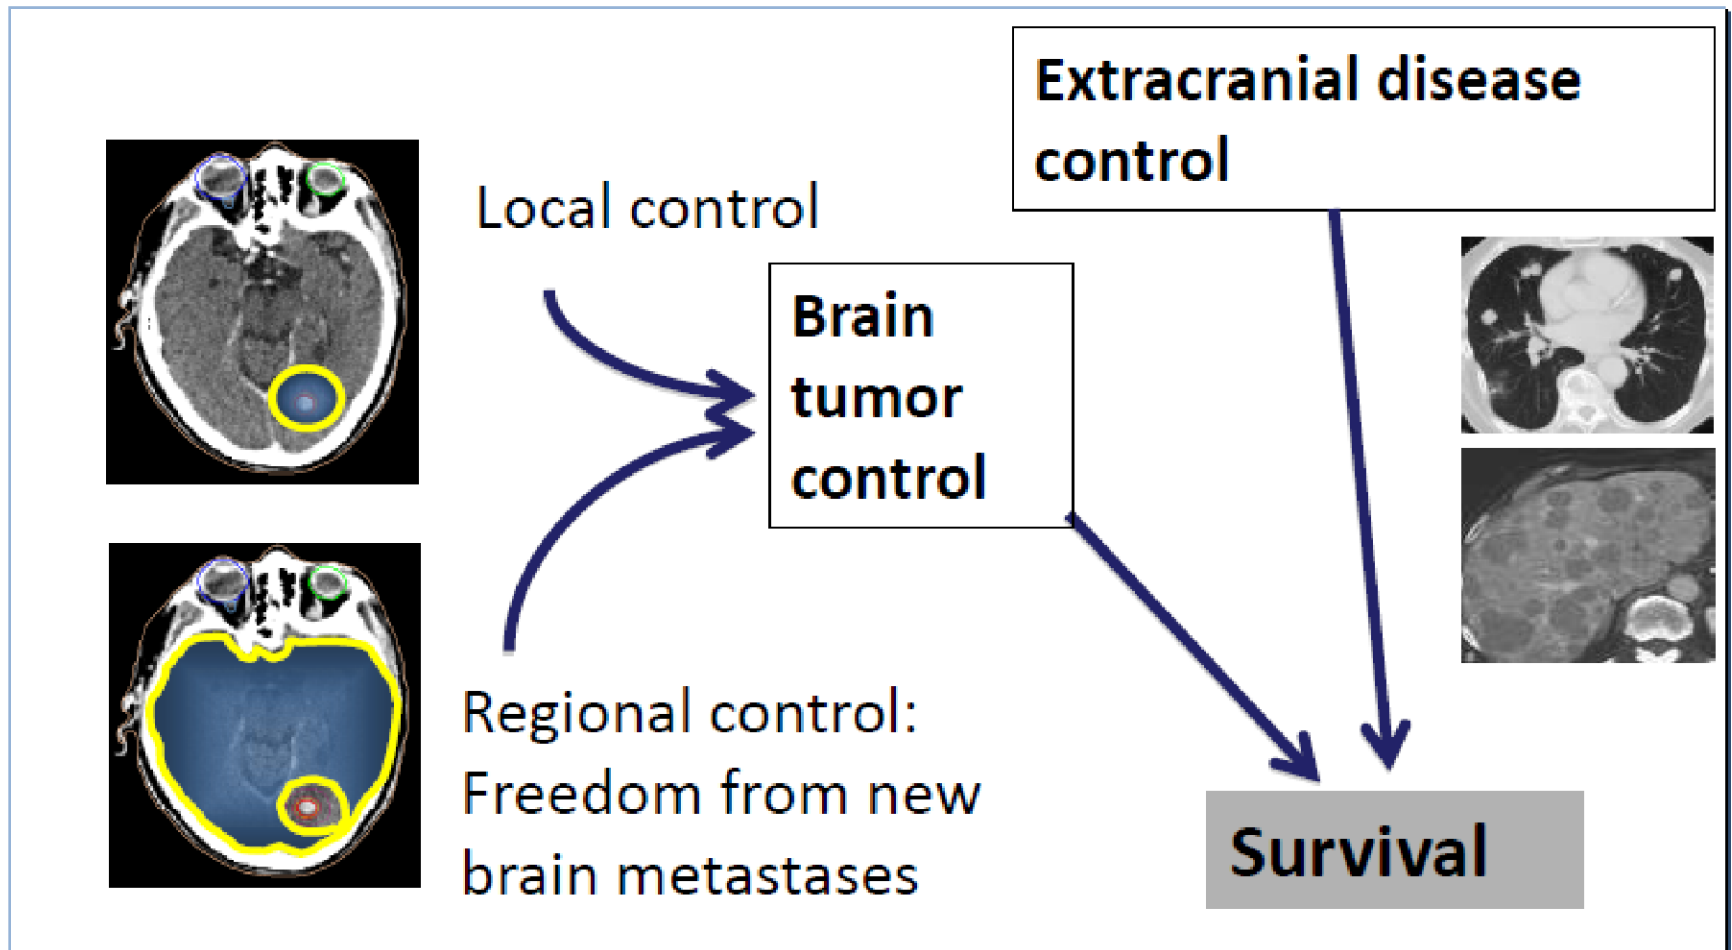 Extracranial disease
control
Local control
Brain
tumor
control
Regional control:
Freedom from new
brain metastases
Survival